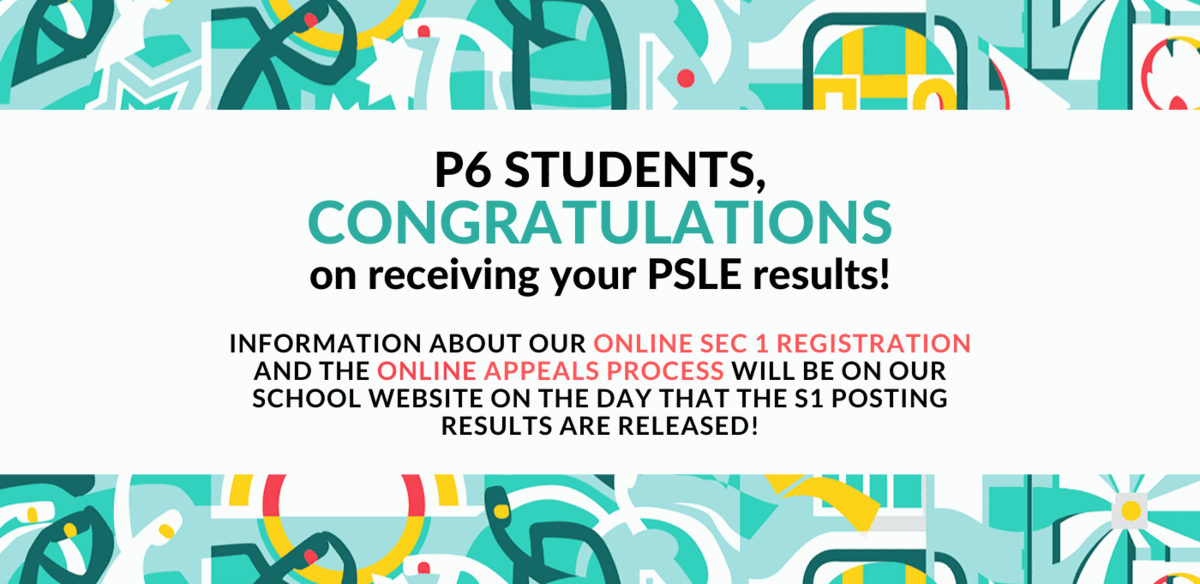 P6 STUDENTS,
CONGRATULATIONS
on receiving your PSLE results!
INFORMATION ABOUT OUR ONLINE SEC 1 REGISTRATION
AND THE ONLINE APPEALS PROCESS WILL BE ON OUR
SCHOOL WEBSITE ON THE DAY THAT THE S1 POSTING
RESULTS ARE RELEASED!